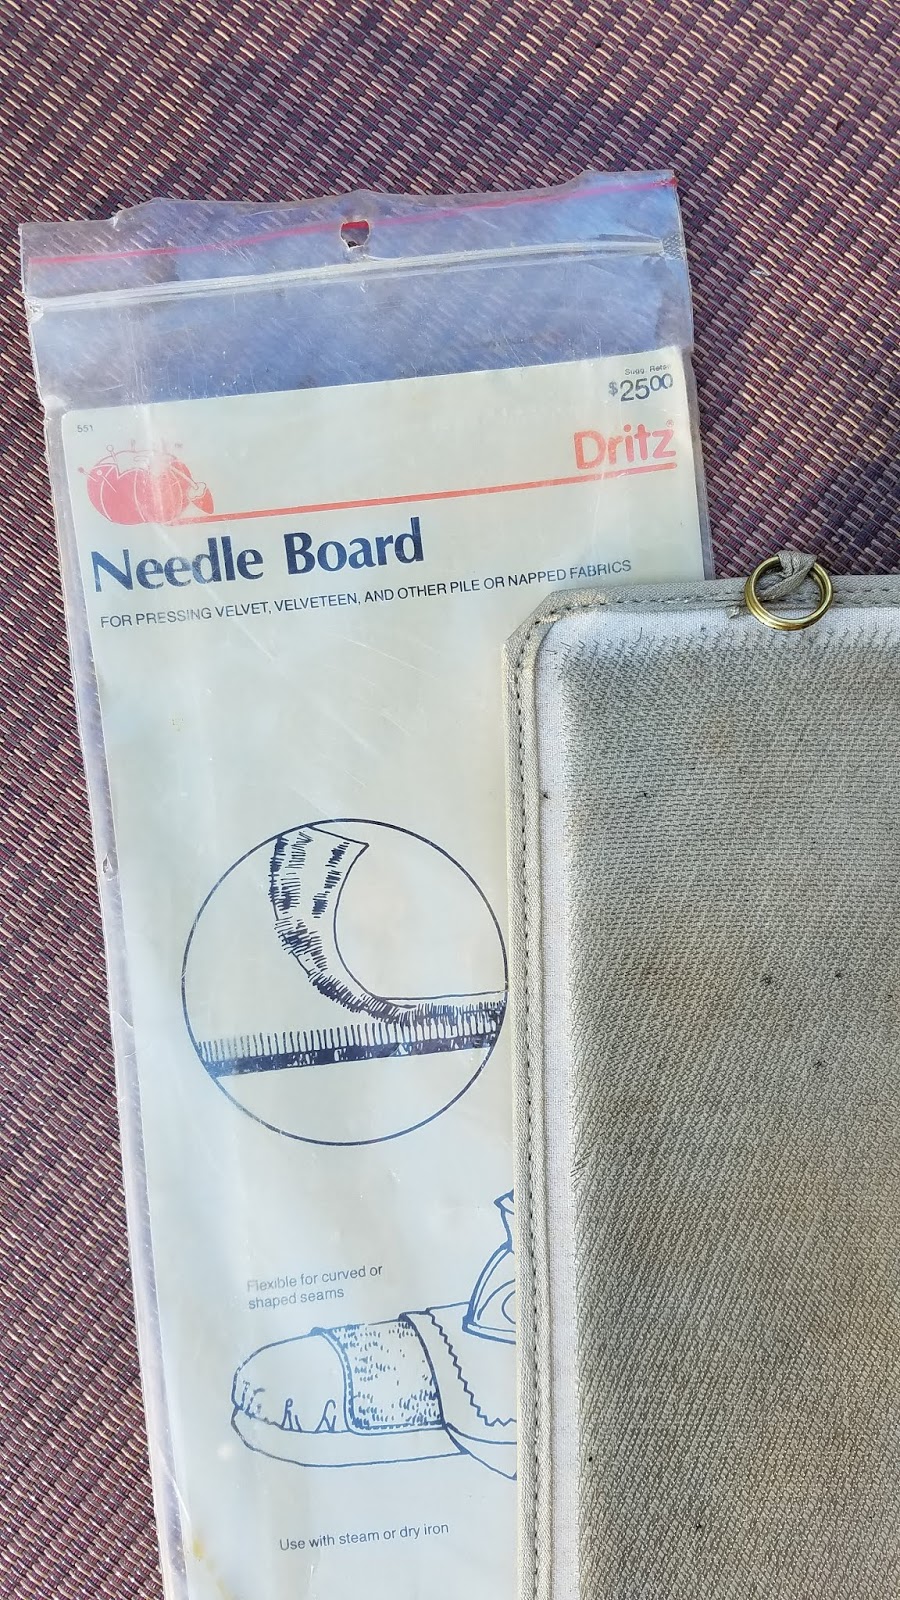 Sugg. Retail
$25.00
551
Dritz
Needle Board
FOR PRESSING VELVET, VELVETEEN, AND OTHER PILE OR NAPPED FABRICS
Flexible for curved or
shaped seams
Use with steam or dry iron